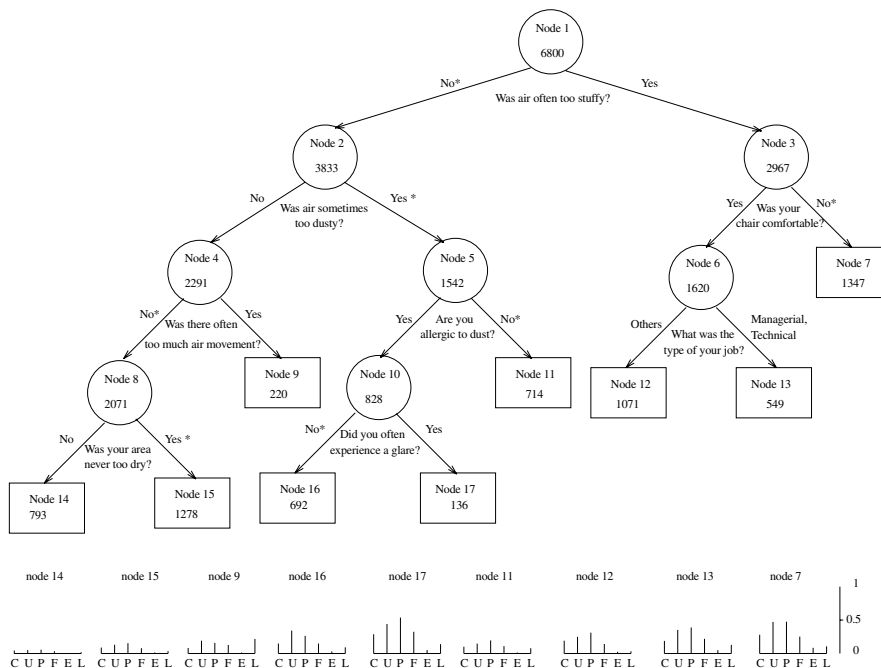 Node 1
6800
No*
Yes
Was air often too stuffy?
Node 2
3833
Node 3
2967
No
Yes *
Was air sometimes
too dusty?
Yes
No*
Was your
chair comfortable?
Node 4
2291
Node 5
1542
Node 6
1620
Node 7
1347
No*
Yes
Was there often
too much air movement?
Yes
No*
Are you
allergic to dust?
Others
Managerial,
Technical
What was the
type of your job?
Node 8
2071
Node 9
220
Node 10
828
Node 11
714
Node 12
1071
Node 13
549
No
Yes *
Was your area
never too dry?
No*
Yes
Did you often
experience a glare?
Node 14
793
Node 15
1278
Node 16
692
Node 17
136
node 14 node 15 node 9 node 16 node 17 node 11 node 12 node 13 node 7
1
0.5
0
C U P F E L C U P F E L C U P F E L C U P F E L C U P F E L C U P F E L C U P F E L C U P F E L C U P F E L